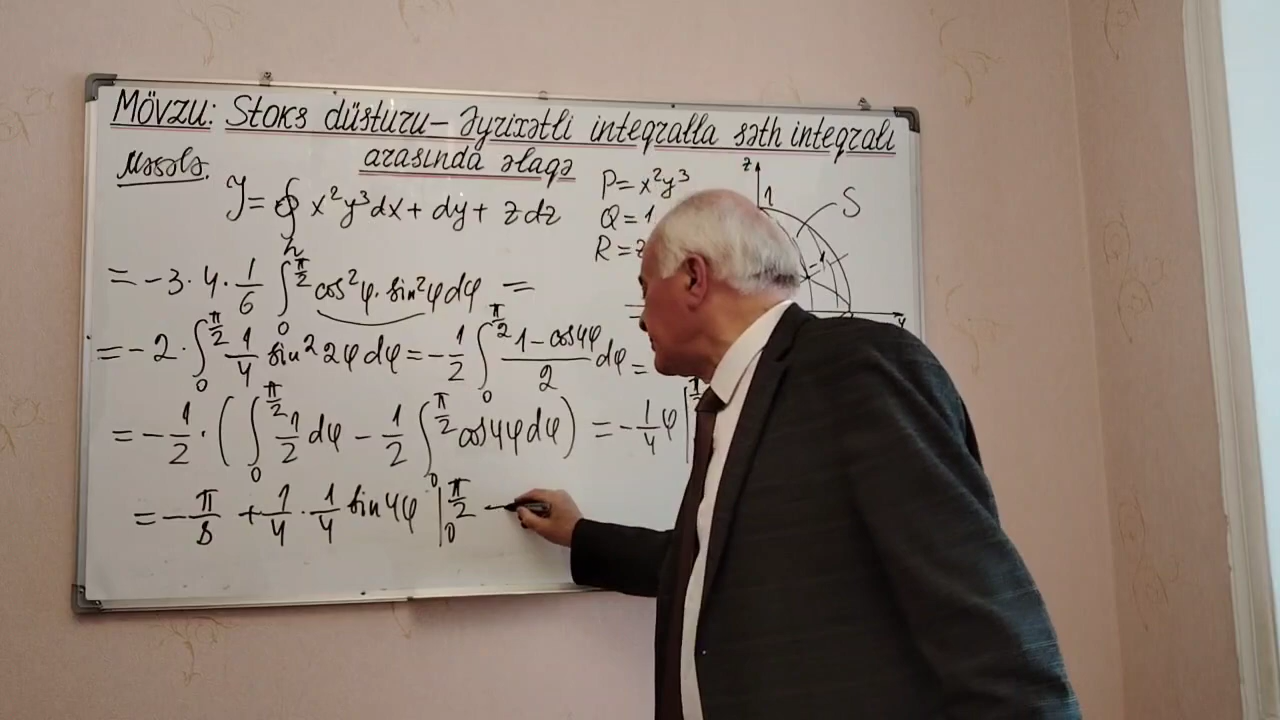 Mövzu: Stoks düsturu – Əyrixətli inteqralla səth inteqralı
arasında əlaqə
Məsələ.
J = ∮ x²y³dx + dy + zdz
P = x²y³
Q = 1
R = z
z
1
S
y
= −3·4·1/6 ∫₀^{π/2} cos²φ·sin²φdφ =
= −2·∫₀^{π/2} 1/4 sin²2φdφ = −1/2 ∫₀^{π/2} (1−cos4φ)/2 dφ =
= −1/2·(∫₀^{π/2} 1/2 dφ − 1/2 ∫₀^{π/2} cos4φdφ) = −1/4 φ|
= −π/8 + 1/4·1/4 sin4φ|₀^{π/2}